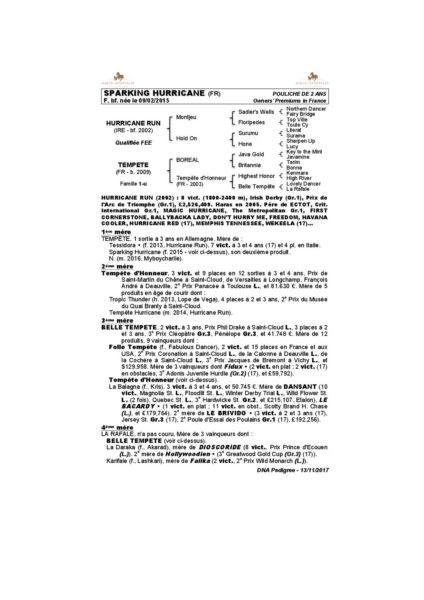 SPARKING HURRICANE (FR)
POULICHE DE 2 ANS
F. bf. née le 09/02/2015
Owners' Premiums in France
HURRICANE RUN
(IRE - bf. 2002)
Qualifiée FEE
TEMPETE
(FR - b. 2009)
Famille 1-u
Montjeu
Hold On
BOREAL
Tempête d'Honneur
(FR - 2003)
Sadler's Wells
Floripedes
Surumu
Hone
Java Gold
Britannia
Highest Honor
Belle Tempête
Northern Dancer
Fairy Bridge
Top Ville
Toute Cy
Literat
Surama
Sharpen Up
Lucy
Key to the Mint
Javamine
Tarim
Bonna
Kenmare
High River
Lovely Dancer
La Rafale
HURRICANE RUN (2002) : 8 vict. (1800-2400 m), Irish Derby (Gr.1), Prix de
l'Arc de Triomphe (Gr.1), £2,528,409. Haras en 2005. Père de ECTOT, Crit.
International Gr.1, MAGIC HURRICANE, The Metropolitan Gr.1, FIRST
CORNERSTONE, BALLYBACKA LADY, DON'T HURRY ME, FREEDOM, HAVANA
COOLER, HURRICANE RED (17), MEMPHIS TENNESSEE, WEKEELA (17)...
1ère mère
TEMPÊTE, 1 sortie à 3 ans en Allemagne. Mère de :
Tessidora • (f. 2013, Hurricane Run), 7 vict. à 3 et 4 ans (17) et 4 pl. en Italie.
Sparking Hurricane (f. 2015 - voir ci-dessus), son deuxième produit.
N. (m. 2016, Myboycharlie).
2ème mère
Tempête d'Honneur, 3 vict. et 9 places en 12 sorties à 3 et 4 ans, Prix de
Saint-Martin du Chêne à Saint-Cloud, de Versailles à Longchamp, François
André à Deauville, 2e Prix Panacée à Toulouse L., et 81.630 €. Mère de 5
produits en âge de courir dont :
Tropic Thunder (h. 2013, Lope de Vega), 4 places à 2 et 3 ans, 2e Prix du Musée
du Quai Branly à Saint-Cloud.
Tempête Hurricane (m. 2014, Hurricane Run).
3ème mère
BELLE TEMPETE, 2 vict. à 3 ans, Prix Phil Drake à Saint-Cloud L., 3 places à 2
et 3 ans, 3e Prix Cléopâtre Gr.3, Pénélope Gr.3, et 41.748 €. Mère de 12
produits, 9 vainqueurs dont :
Folle Tempête (f., Fabulous Dancer), 2 vict. et 15 places en France et aux
USA, 2e Prix Coronation à Saint-Cloud L., de la Calonne à Deauville L., de
la Cochère à Saint-Cloud L., 3e Prix Jacques de Brémont à Vichy L., et
$129,958. Mère de 3 vainqueurs dont Fidux • (2 vict. en plat ; 2 vict. (17)
en obstacles, 3e Adonis Juvenile Hurdle (Gr.2) (17), et £59,792).
Tempête d'Honneur (voir ci-dessus).
La Balagna (f., Kris), 3 vict. à 3 et 4 ans, et 50.745 €. Mère de DANSANT (10
vict., Magnolia St. L., Floodlit St. L., Winter Derby Trial L., Wild Flower St.
L. (2 fois), Quebec St. L., 3e Hardwicke St. Gr.2, et £215,107. Etalon), LE
BACARDY • (1 vict. en plat ; 11 vict. en obst., Scotty Brand H. Chase
(L.), et £179,764), 2e mère de LE BRIVIDO • (3 vict. à 2 et 3 ans (17),
Jersey St. Gr.3 (17), 2e Poule d'Essai des Poulains Gr.1 (17), £192,256).
4ème mère
LA RAFALE, n'a pas couru. Mère de 3 vainqueurs dont :
BELLE TEMPETE (voir ci-dessus).
La Daraka (f., Akarad), mère de DIOSCORIDE (8 vict., Prix Prince d'Ecouen
(L.)), 2e mère de Hollywoodien • (3e Greatwood Gold Cup (Gr.3) (17)).
Karifale (f., Lashkari), mère de Falika (2 vict., 2e Prix Wild Monarch (L.)).
DNA Pedigree - 13/11/2017